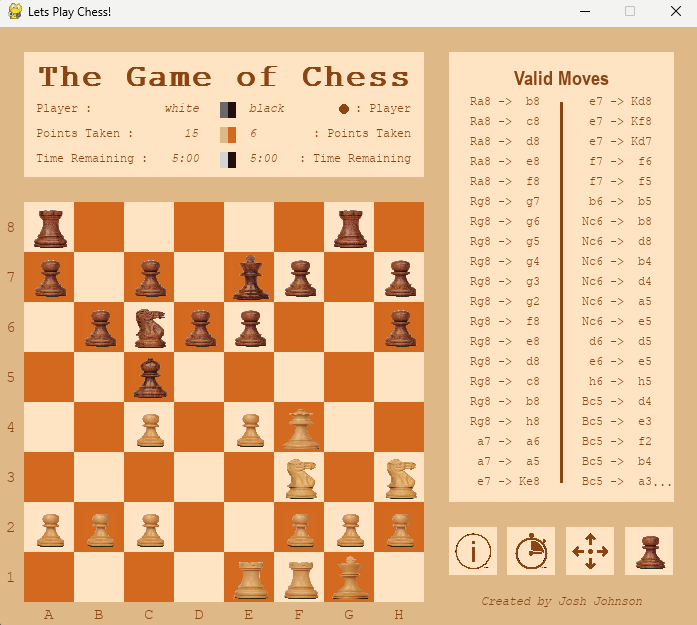 Lets Play Chess!
The Game of Chess
Player : white black : Player
Points Taken : 15 6 : Points Taken
Time Remaining : 5:00 5:00 : Time Remaining
Valid Moves
Ra8 -> b8 e7 -> Kd8
Ra8 -> c8 e7 -> Kf8
Ra8 -> d8 e7 -> Kd7
Ra8 -> e8 f7 -> f6
Ra8 -> f8 f7 -> f5
Rg8 -> g7 b6 -> b5
Rg8 -> g6 Nc6 -> b8
Rg8 -> g5 Nc6 -> d8
Rg8 -> g4 Nc6 -> b4
Rg8 -> g3 Nc6 -> d4
Rg8 -> g2 Nc6 -> a5
Rg8 -> f8 Nc6 -> e5
Rg8 -> e8 d6 -> d5
Rg8 -> d8 e6 -> e5
Rg8 -> c8 h6 -> h5
Rg8 -> b8 Bc5 -> d4
Rg8 -> h8 Bc5 -> e3
a7 -> a6 Bc5 -> f2
a7 -> a5 Bc5 -> b4
e7 -> Ke8 Bc5 -> a3...
8
7
6
5
4
3
2
1
A B C D E F G H
i
Created by Josh Johnson